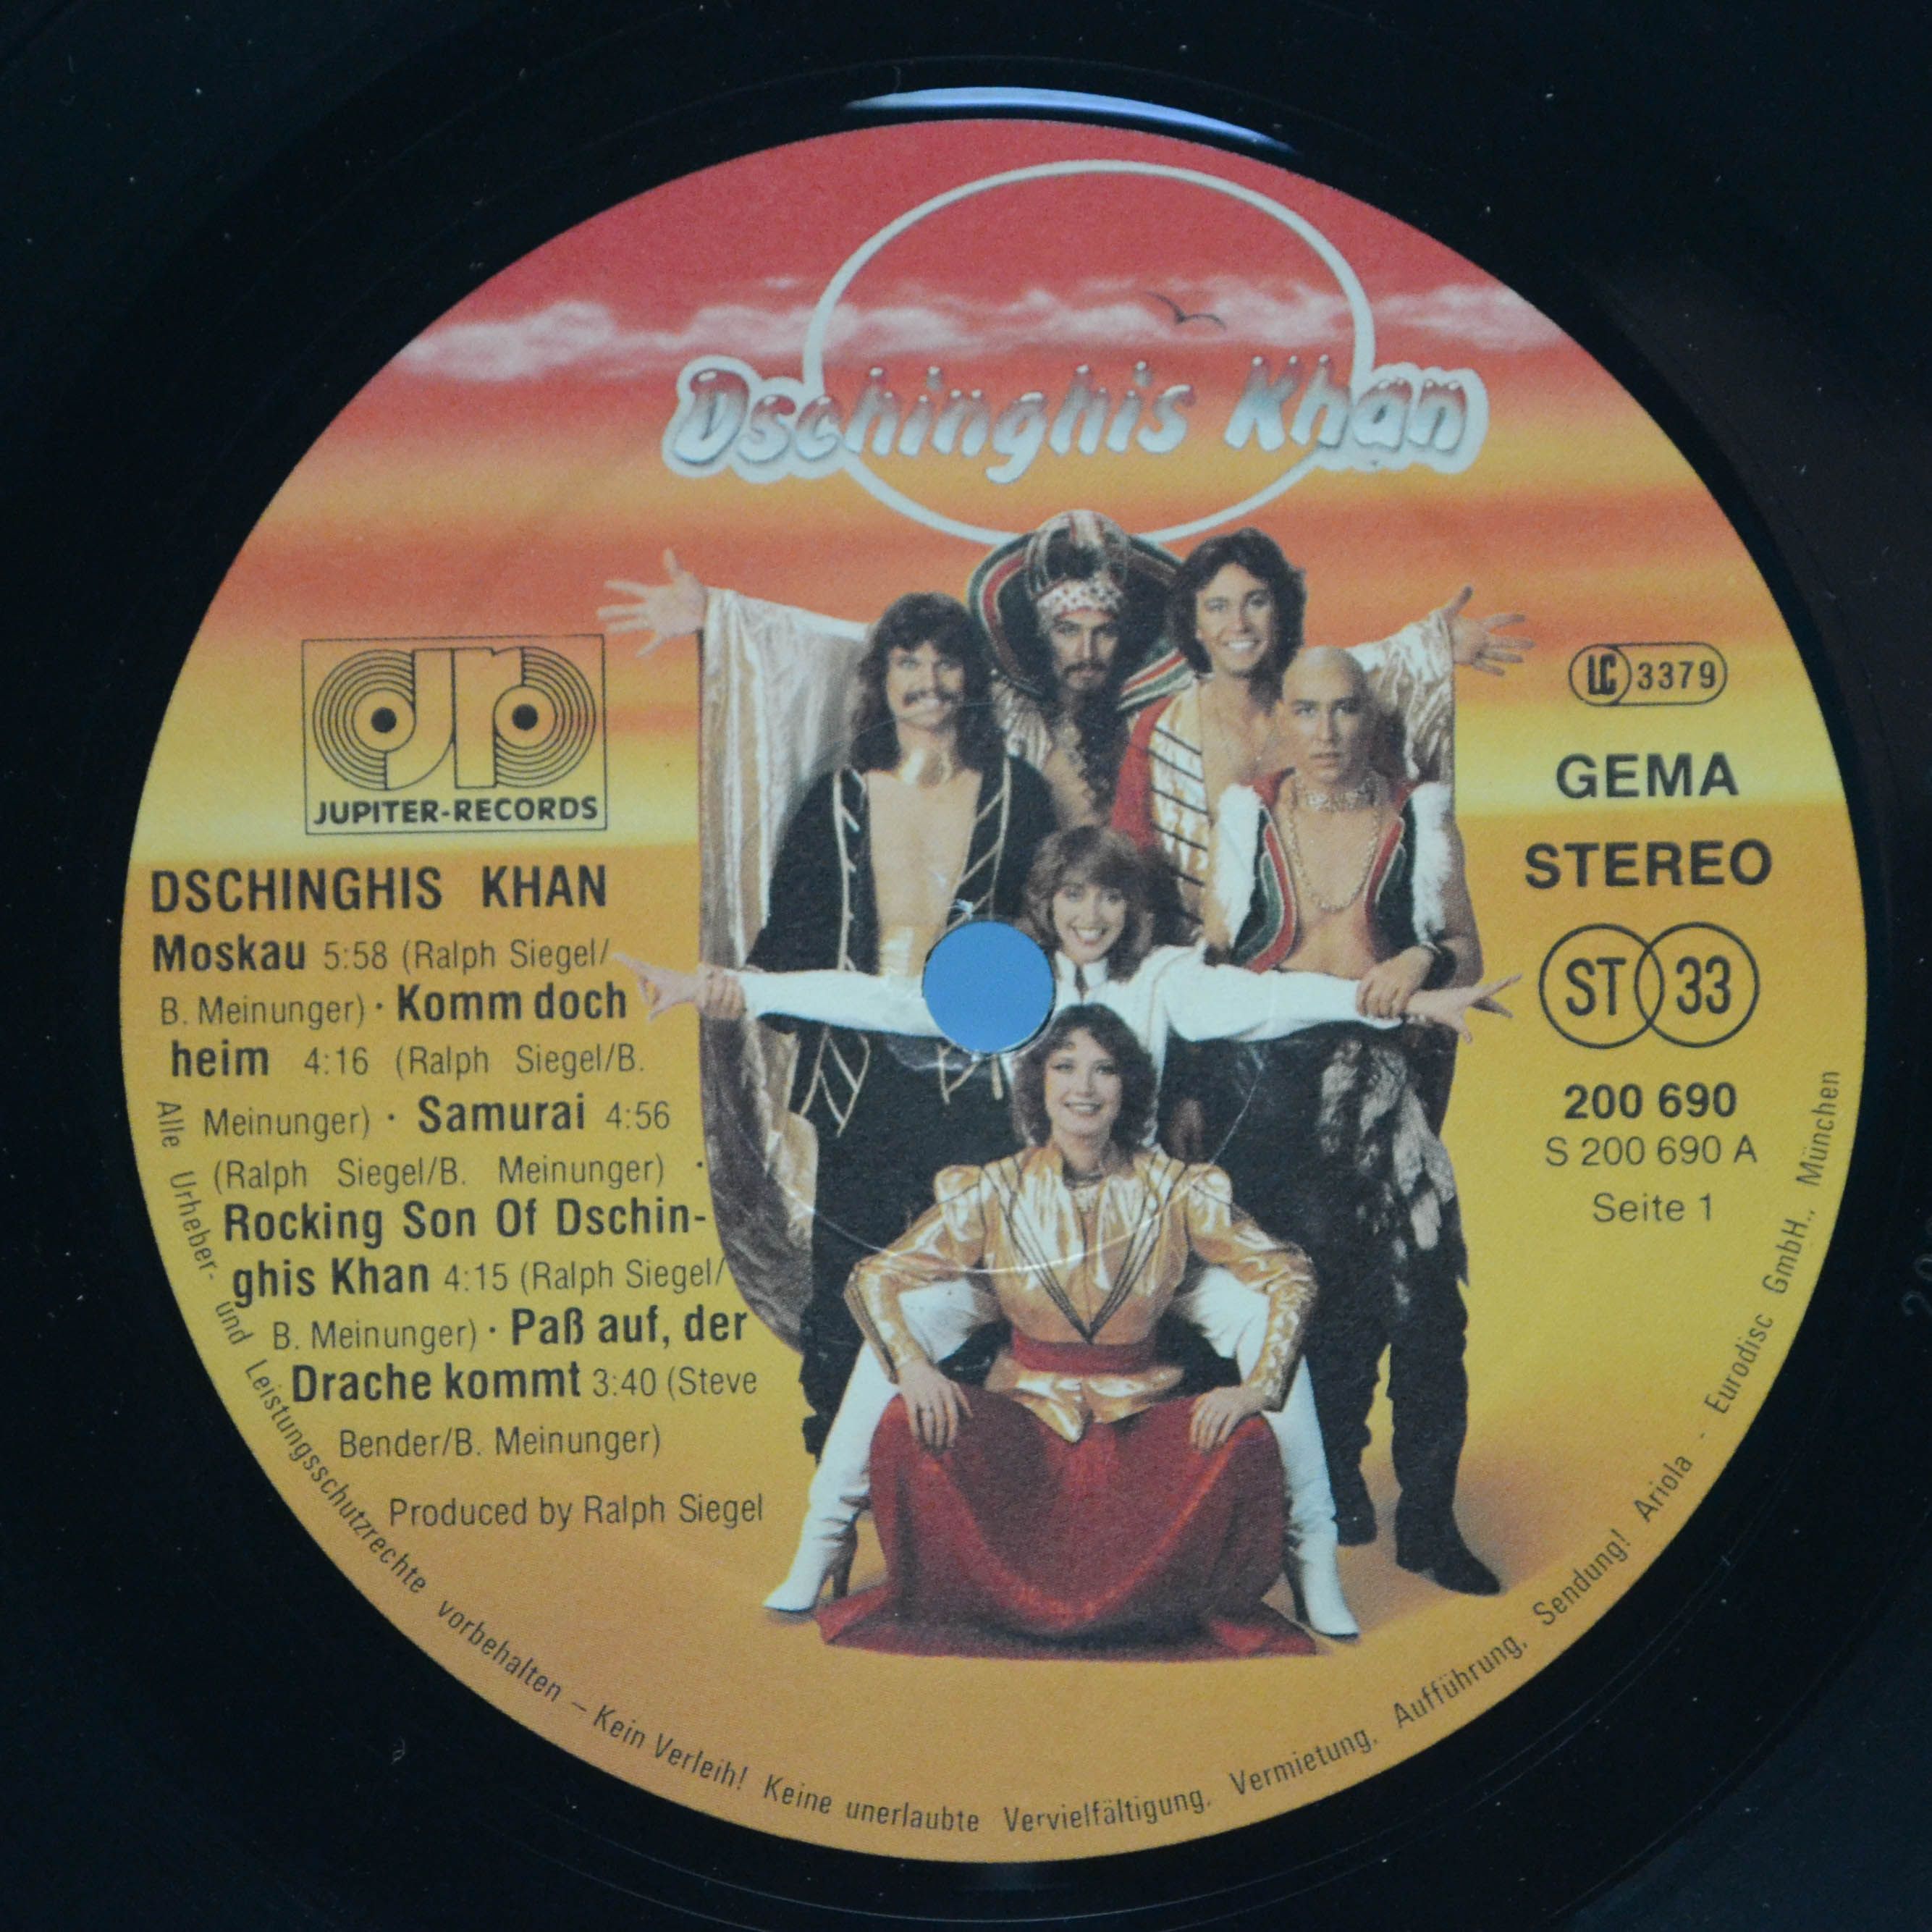 Dschinghis Khan
JUPITER-RECORDS
DSCHINGHIS KHAN
Moskau 5:58 (Ralph Siegel/
B. Meinunger) · Komm doch
heim 4:16 (Ralph Siegel/B.
Meinunger) · Samurai 4:56
(Ralph Siegel/B. Meinunger) ·
Rocking Son Of Dschin-
ghis Khan 4:15 (Ralph Siegel/
B. Meinunger) · Paß auf, der
Drache kommt 3:40 (Steve
Bender/B. Meinunger)
Produced by Ralph Siegel
LC 3379
GEMA
STEREO
ST 33
200 690
S 200 690 A
Seite 1
Alle Urheber- und Leistungsschutzrechte vorbehalten – Kein Verleih! Keine unerlaubte Vervielfältigung, Vermietung, Aufführung, Sendung! Ariola - Eurodisc GmbH., München